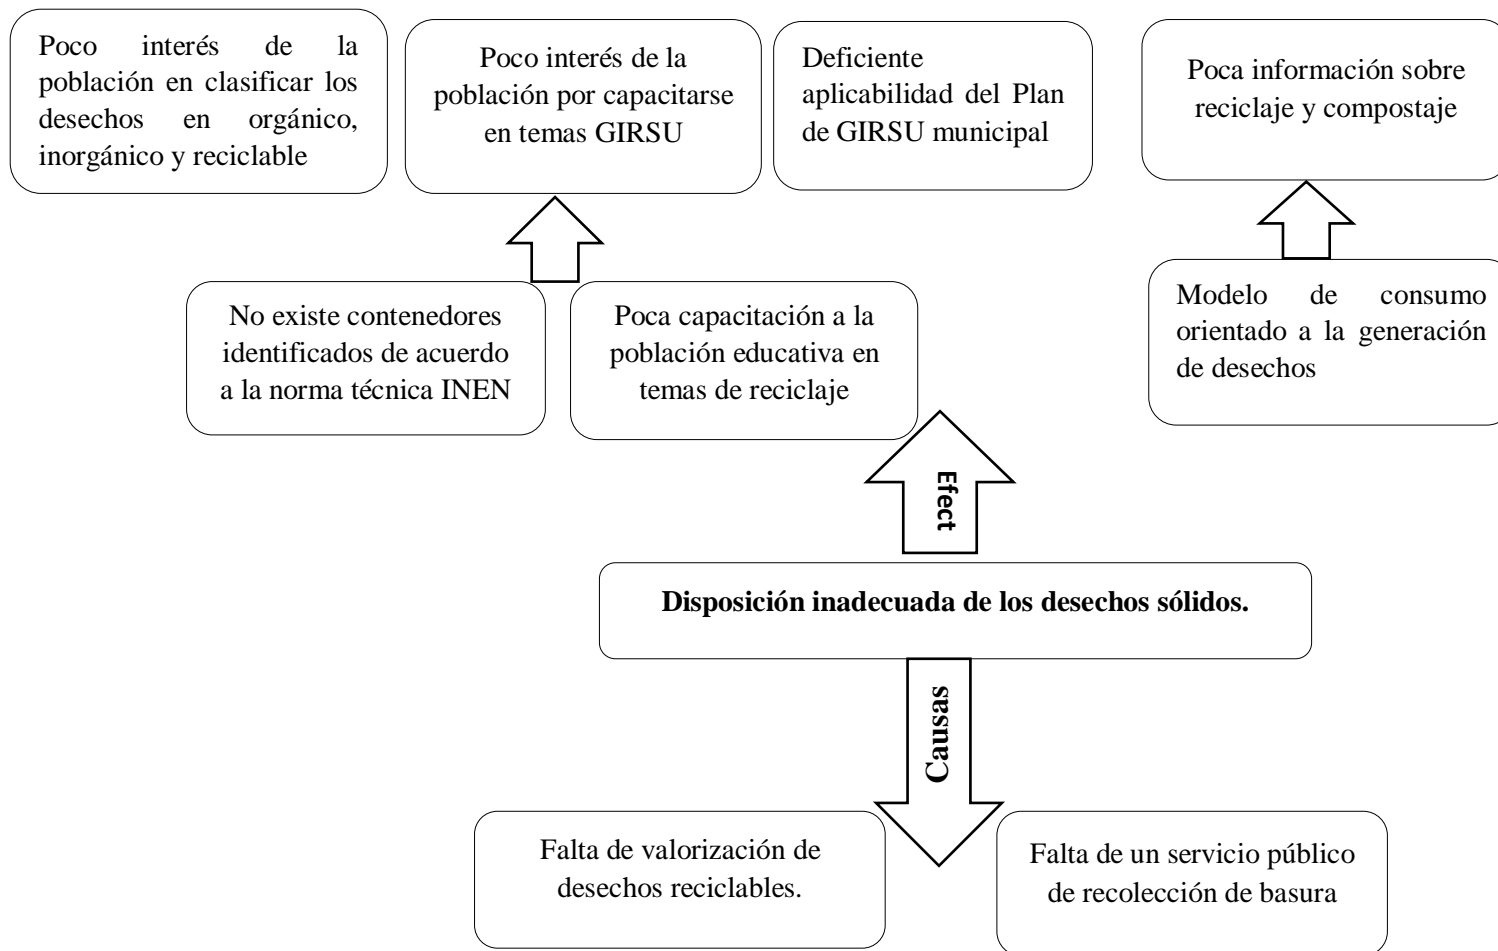 Poco interés de la
población en clasificar los
desechos en orgánico,
inorgánico y reciclable
Poco interés de la
población por capacitarse
en temas GIRSU
Deficiente
aplicabilidad del Plan
de GIRSU municipal
Poca información sobre
reciclaje y compostaje
No existe contenedores
identificados de acuerdo
a la norma técnica INEN
Poca capacitación a la
población educativa en
temas de reciclaje
Modelo de consumo
orientado a la generación
de desechos
Efect
Disposición inadecuada de los desechos sólidos.
Causas
Falta de valorización de
desechos reciclables.
Falta de un servicio público
de recolección de basura